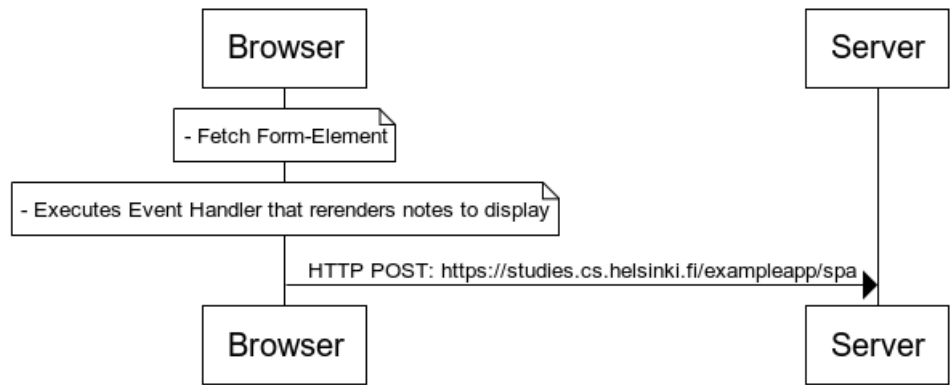 Browser
Server
- Fetch Form-Element
- Executes Event Handler that rerenders notes to display
HTTP POST: https://studies.cs.helsinki.fi/exampleapp/spa
Browser
Server